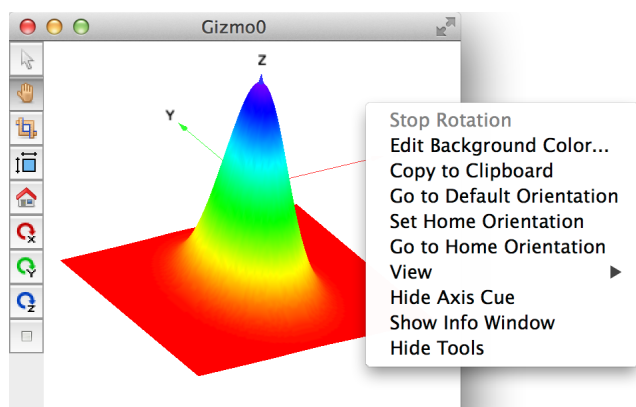 Gizmo0
Z
Y
Stop Rotation
Edit Background Color...
Copy to Clipboard
Go to Default Orientation
Set Home Orientation
Go to Home Orientation
View
Hide Axis Cue
Show Info Window
Hide Tools
X
Y
Z